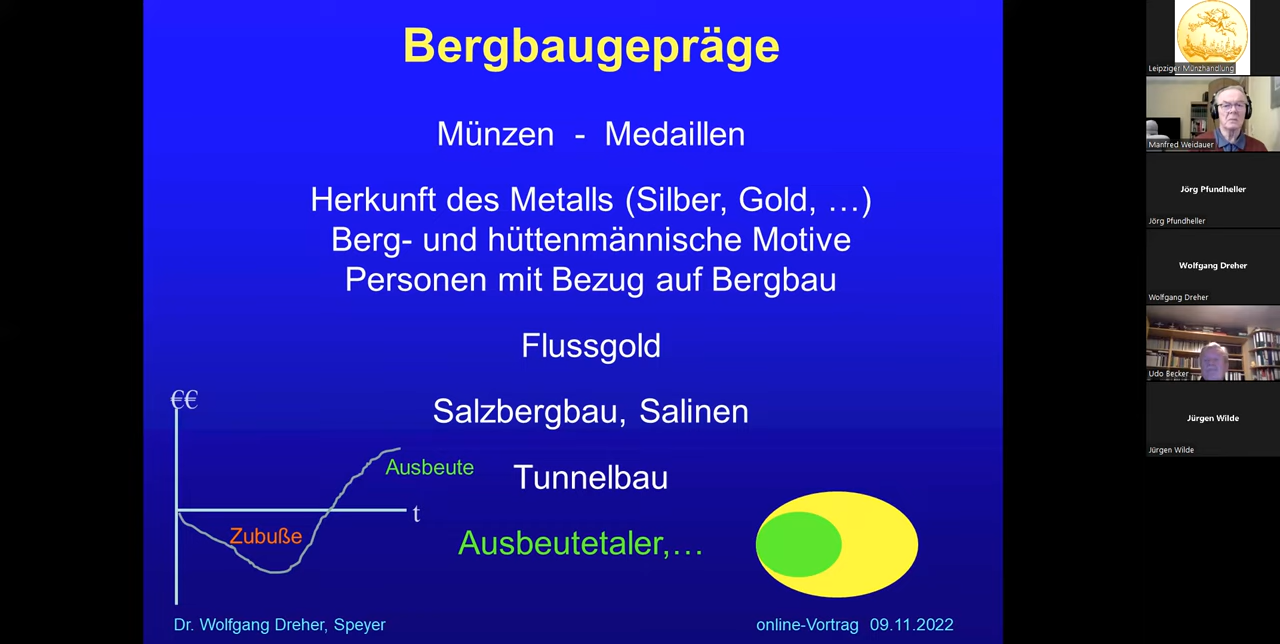 Bergbaugepräge
Münzen - Medaillen
Herkunft des Metalls (Silber, Gold, …)
Berg- und hüttenmännische Motive
Personen mit Bezug auf Bergbau
Flussgold
Salzbergbau, Salinen
Tunnelbau
Ausbeutetaler,…
€€
Ausbeute
t
Zubuße
Dr. Wolfgang Dreher, Speyer
online-Vortrag 09.11.2022
Leipziger Münzhandlung
Manfred Weidauer
Jörg Pfundheller
Jörg Pfundheller
Wolfgang Dreher
Wolfgang Dreher
Udo Becker
Jürgen Wilde
Jürgen Wilde